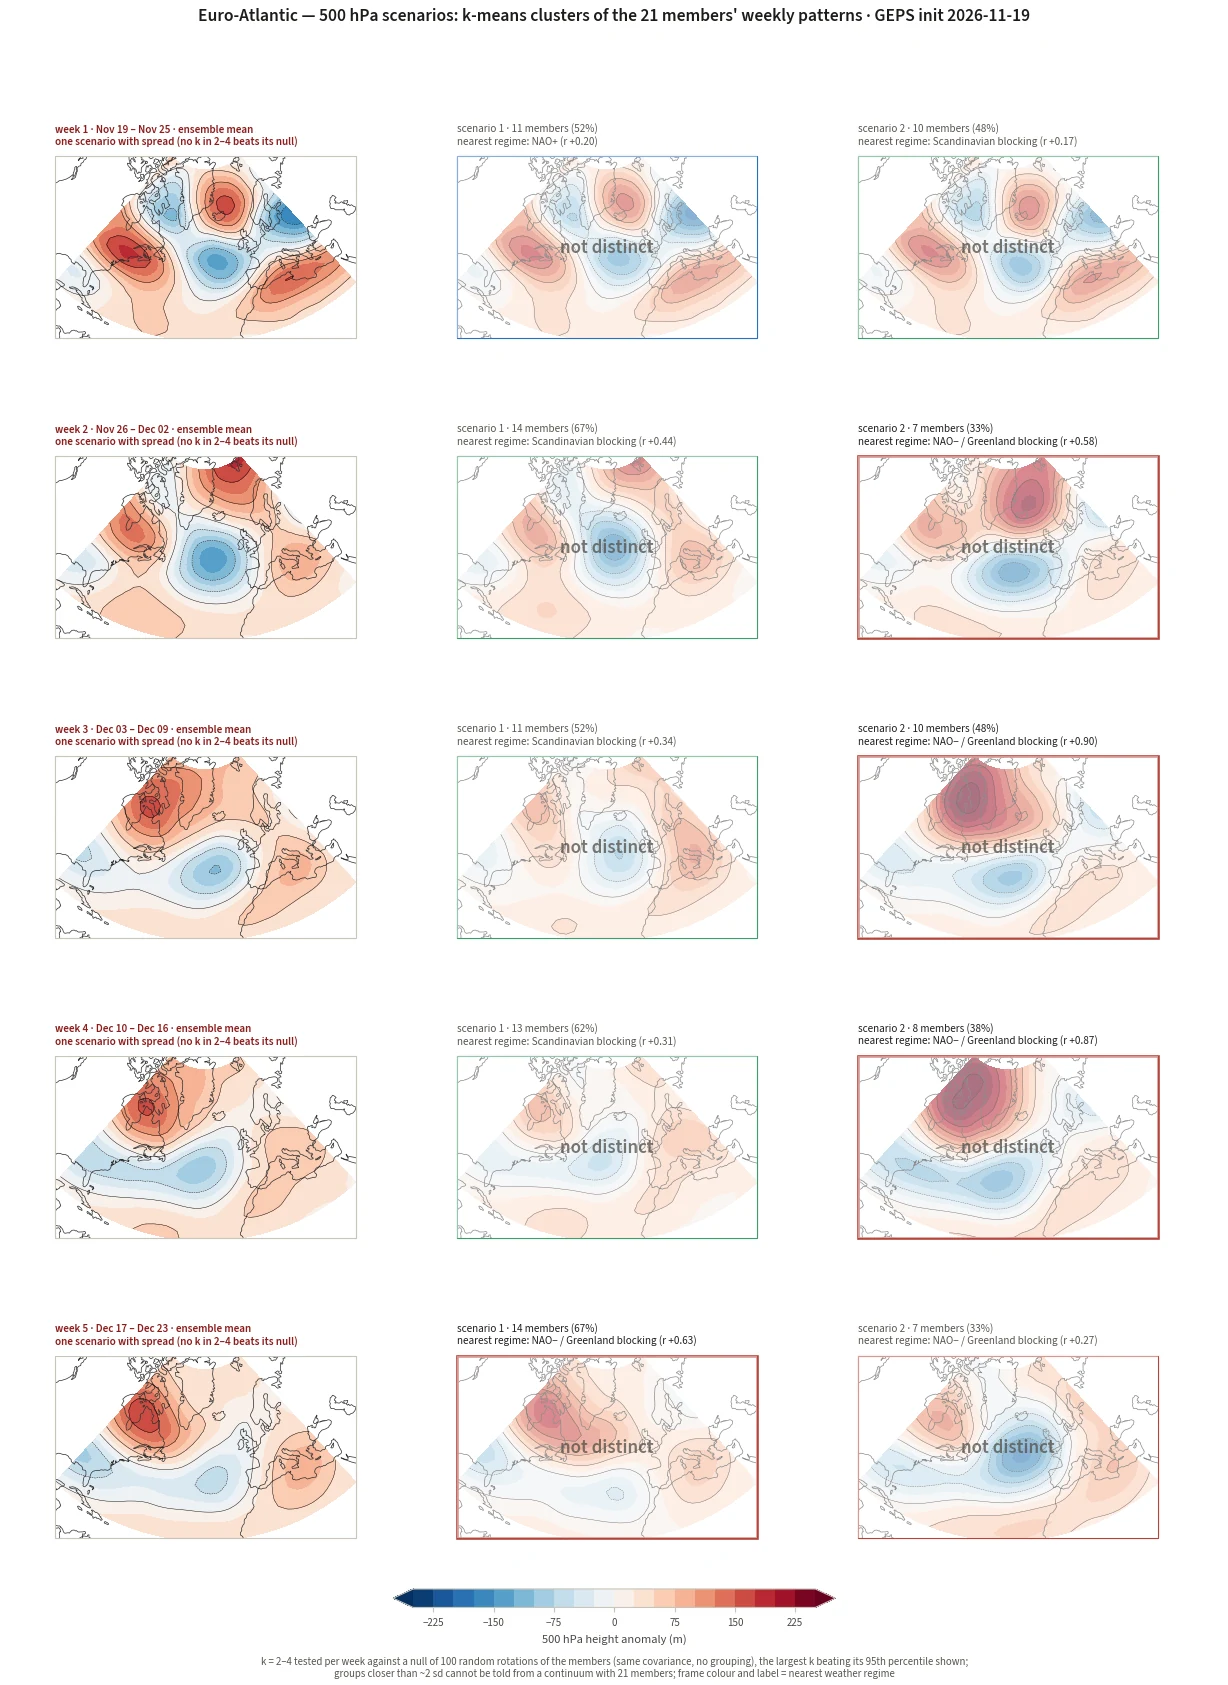 Euro-Atlantic — 500 hPa scenarios: k-means clusters of the 21 members' weekly patterns · GEPS init 2026-11-19
week 1 · Nov 19 – Nov 25 · ensemble mean
one scenario with spread (no k in 2–4 beats its null)
scenario 1 · 11 members (52%)
nearest regime: NAO+ (r +0.20)
not distinct
scenario 2 · 10 members (48%)
nearest regime: Scandinavian blocking (r +0.17)
not distinct
week 2 · Nov 26 – Dec 02 · ensemble mean
one scenario with spread (no k in 2–4 beats its null)
scenario 1 · 14 members (67%)
nearest regime: Scandinavian blocking (r +0.44)
not distinct
scenario 2 · 7 members (33%)
nearest regime: NAO− / Greenland blocking (r +0.58)
not distinct
week 3 · Dec 03 – Dec 09 · ensemble mean
one scenario with spread (no k in 2–4 beats its null)
scenario 1 · 11 members (52%)
nearest regime: Scandinavian blocking (r +0.34)
not distinct
scenario 2 · 10 members (48%)
nearest regime: NAO− / Greenland blocking (r +0.90)
not distinct
week 4 · Dec 10 – Dec 16 · ensemble mean
one scenario with spread (no k in 2–4 beats its null)
scenario 1 · 13 members (62%)
nearest regime: Scandinavian blocking (r +0.31)
not distinct
scenario 2 · 8 members (38%)
nearest regime: NAO− / Greenland blocking (r +0.87)
not distinct
week 5 · Dec 17 – Dec 23 · ensemble mean
one scenario with spread (no k in 2–4 beats its null)
scenario 1 · 14 members (67%)
nearest regime: NAO− / Greenland blocking (r +0.63)
not distinct
scenario 2 · 7 members (33%)
nearest regime: NAO− / Greenland blocking (r +0.27)
not distinct
−225 −150 −75 0 75 150 225
500 hPa height anomaly (m)
k = 2–4 tested per week against a null of 100 random rotations of the members (same covariance, no grouping), the largest k beating its 95th percentile shown;
groups closer than ~2 sd cannot be told from a continuum with 21 members; frame colour and label = nearest weather regime